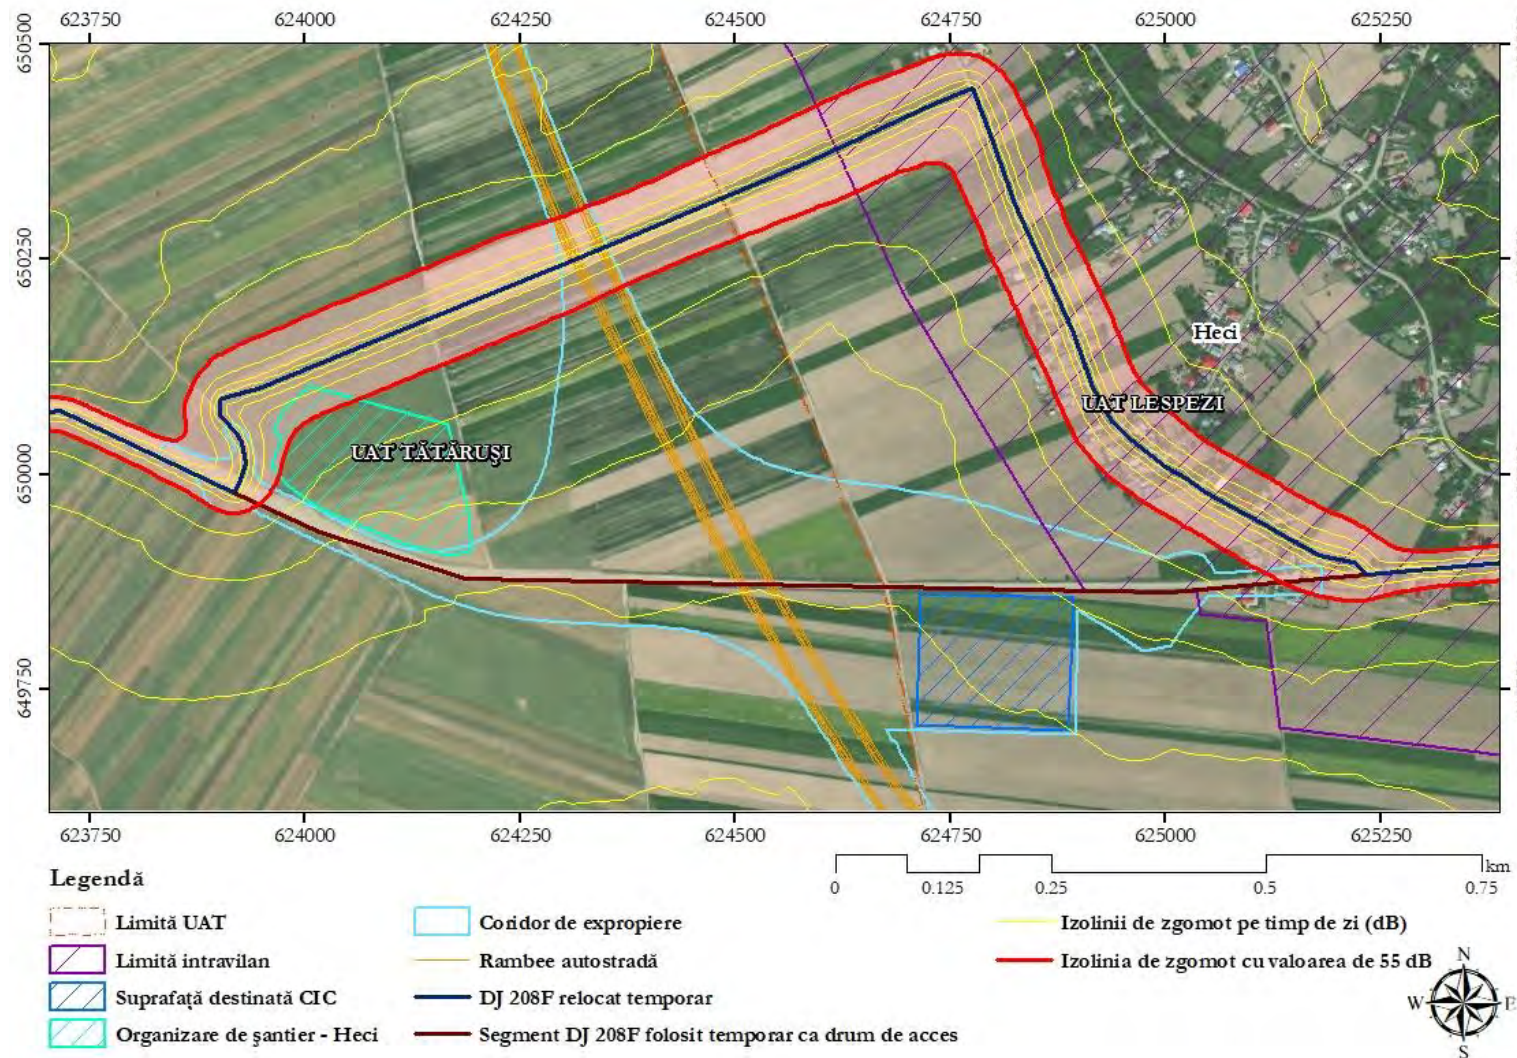 623750 624000 624250 624500 624750 625000 625250
650500
650250
650000
649750
Heci
UAT LESPEZI
UAT TĂTĂRUŞI
623750 624000 624250 624500 624750 625000 625250
0 0.125 0.25 0.5 0.75 km
Legendă
Limită UAT
Limită intravilan
Suprafață destinată CIC
Organizare de şantier - Heci
Coridor de expropiere
Rambee autostradă
DJ 208F relocat temporar
Segment DJ 208F folosit temporar ca drum de acces
Izolinii de zgomot pe timp de zi (dB)
Izolinia de zgomot cu valoarea de 55 dB
N
W E
S